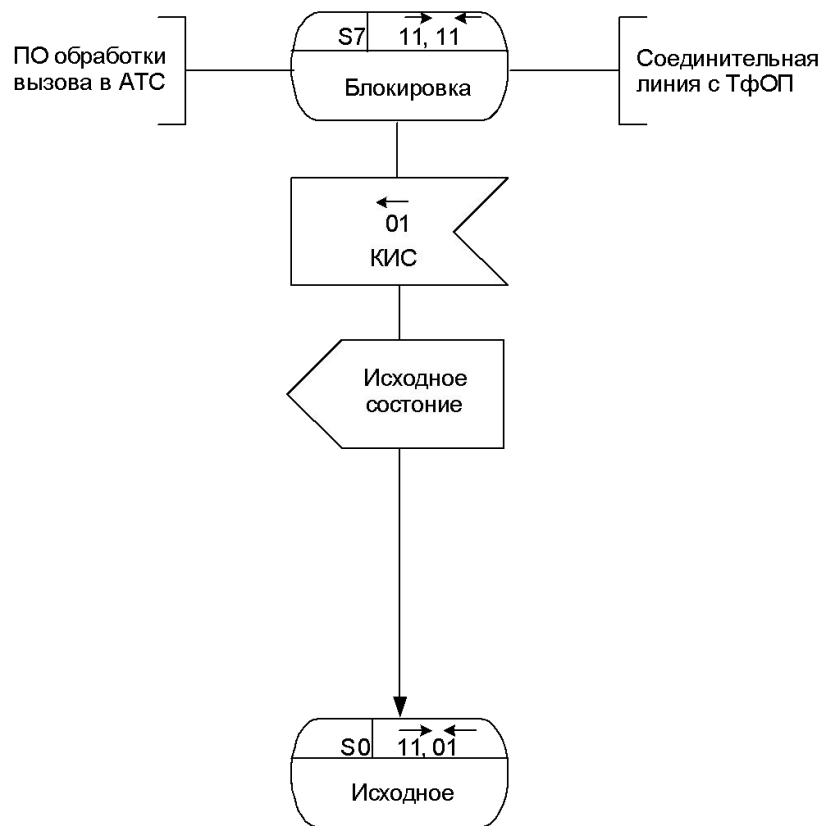 S7 11, 11
ПО обработки
вызова в АТС
Блокировка
Соединительная
линия с ТфОП
01
КИС
Исходное
состоние
S0 11, 01
Исходное